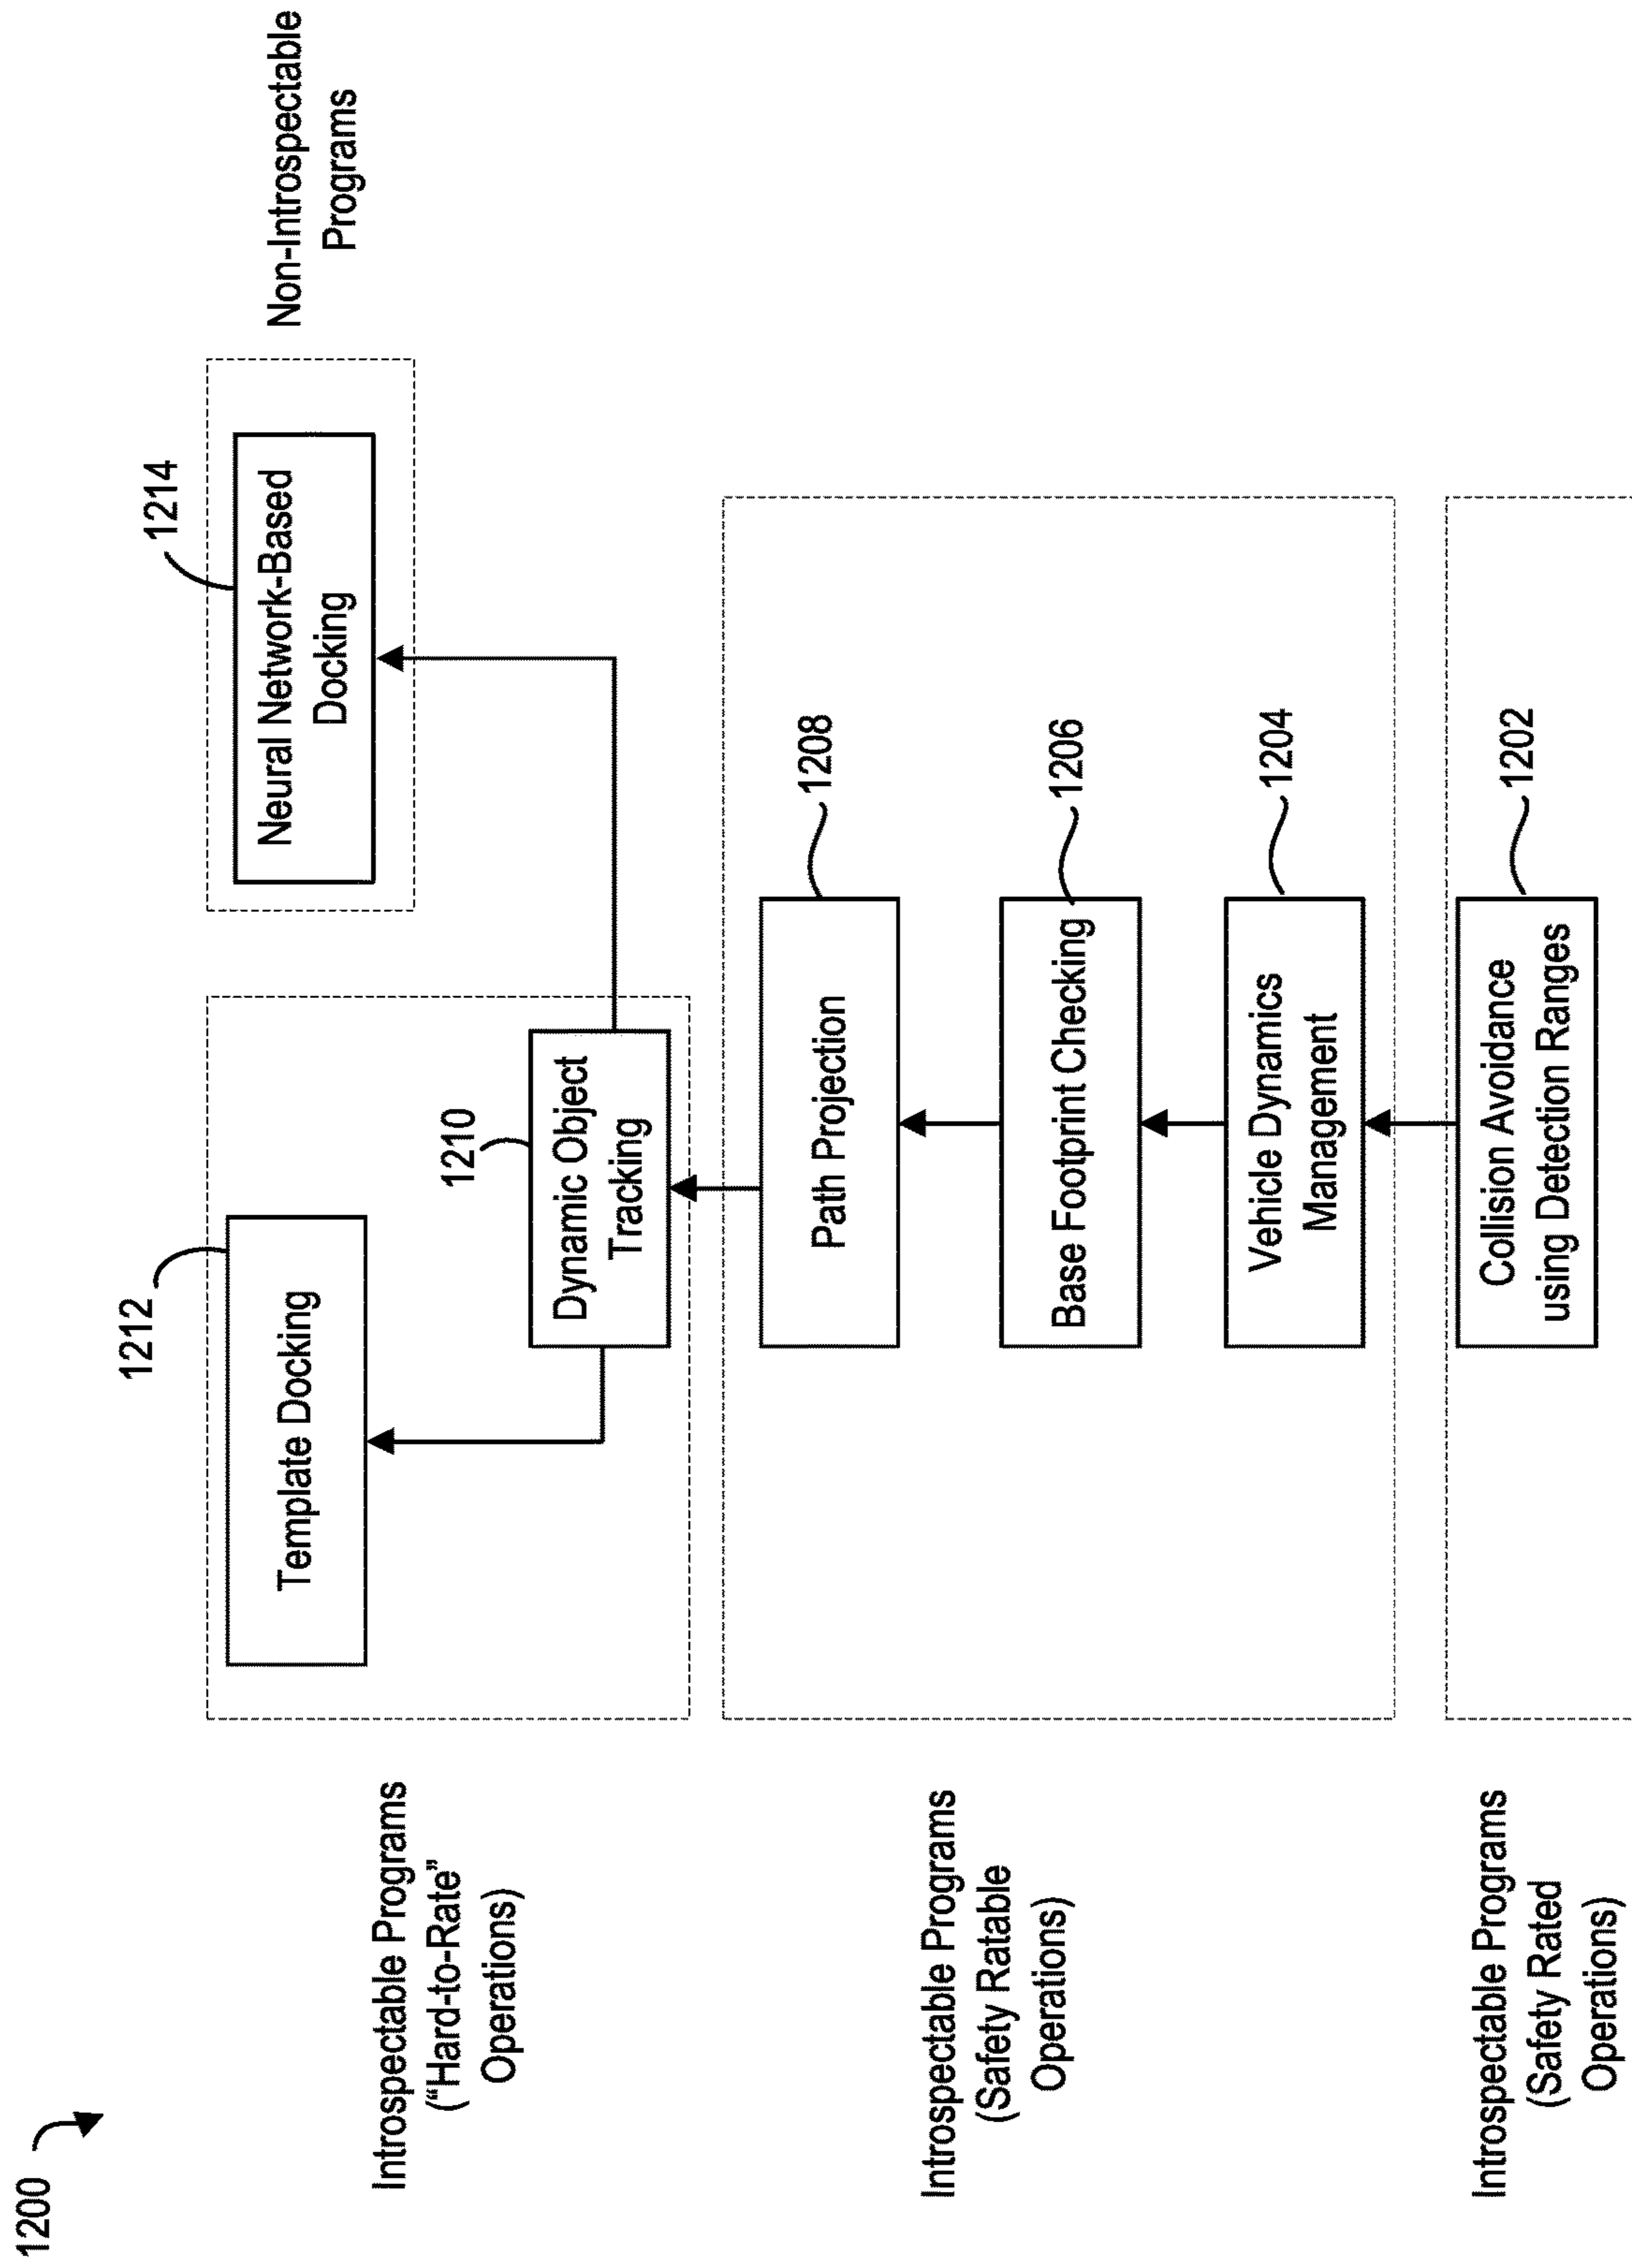 1200
Non-Introspectable
Programs
1214
Neural Network-Based
Docking
1212
Template Docking
Introspectable Programs
(“Hard-to-Rate”
Operations)
1210
Dynamic Object
Tracking
1208
Path Projection
Introspectable Programs
(Safety Ratable
Operations)
1206
Base Footprint Checking
1204
Vehicle Dynamics
Management
1202
Collision Avoidance
using Detection Ranges
Introspectable Programs
(Safety Rated
Operations)